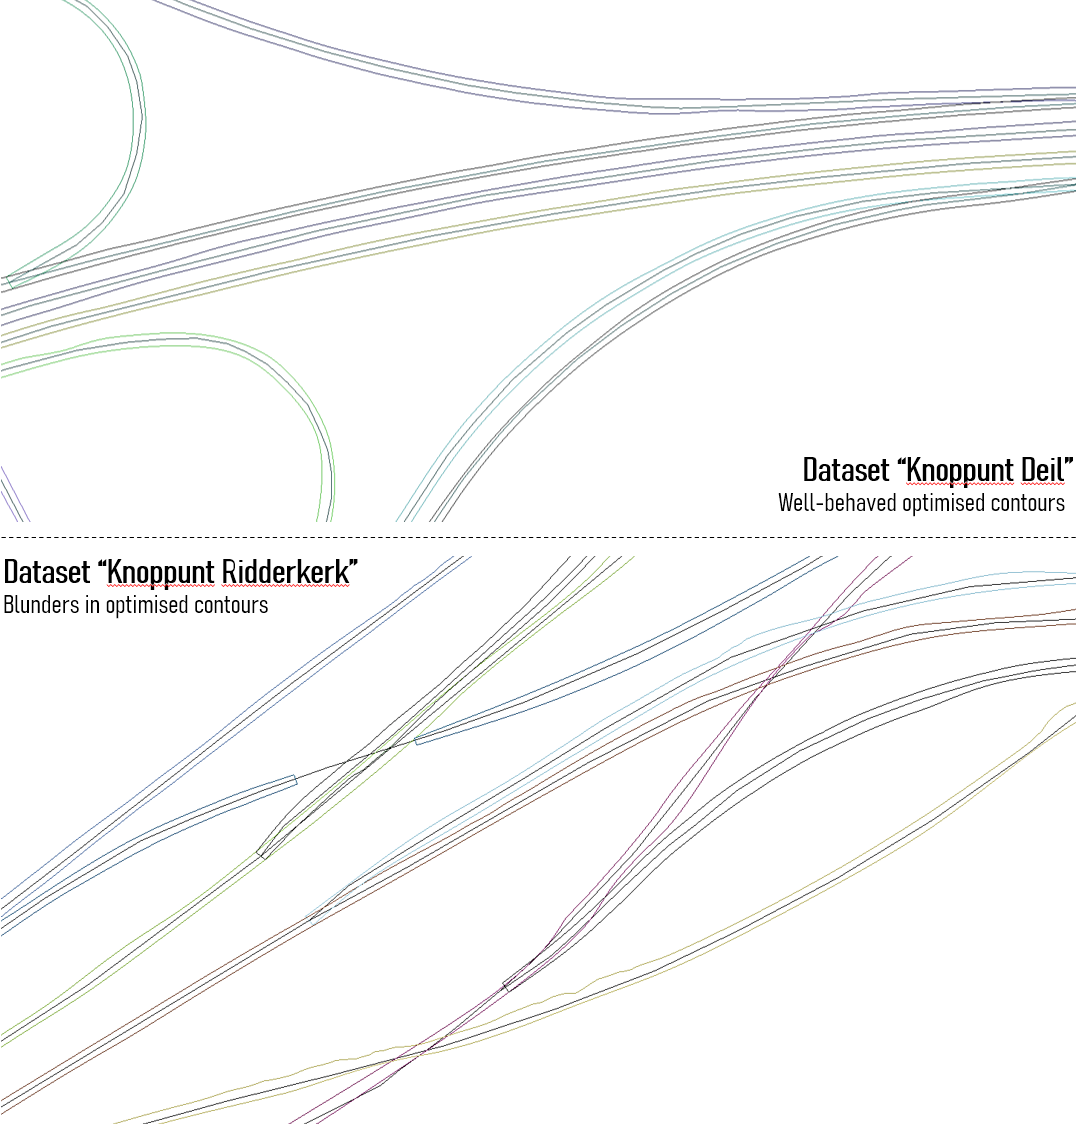 Dataset “Knoppunt Deil”
Well-behaved optimised contours
Dataset “Knoppunt Ridderkerk”
Blunders in optimised contours